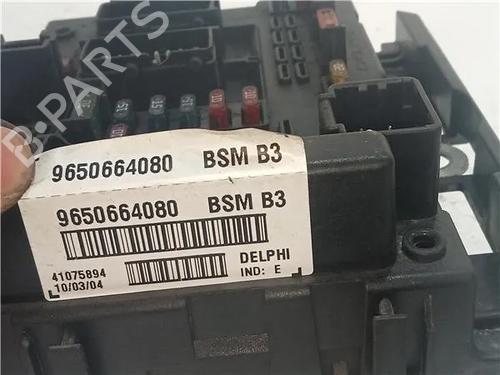 B-PARTS
9650664080 BSM B3
9650664080 BSM B3
41075894
10/03/04
DELPHI
IND: E